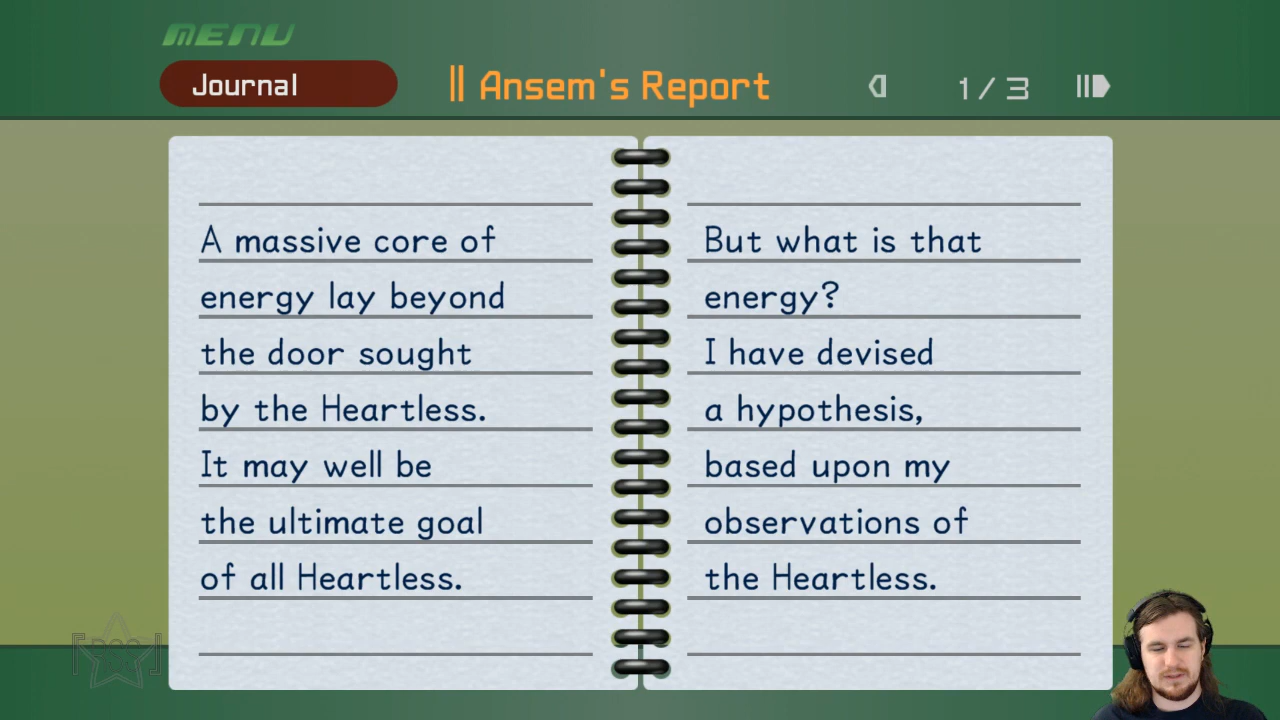 MENU
Journal
Ansem's Report
1/3
A massive core of
energy lay beyond
the door sought
by the Heartless.
It may well be
the ultimate goal
of all Heartless.
But what is that
energy?
I have devised
a hypothesis,
based upon my
observations of
the Heartless.